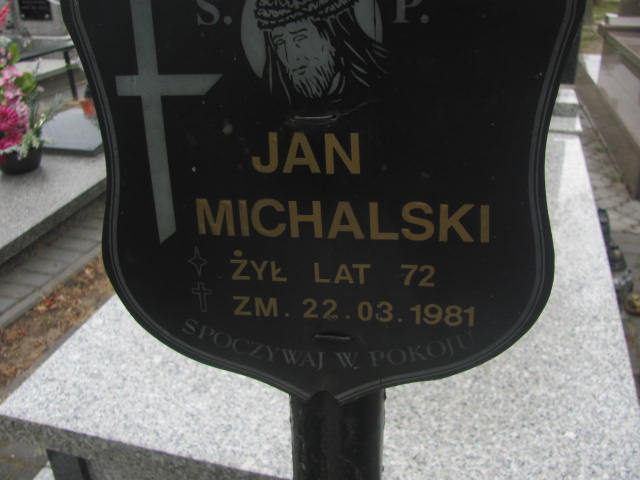 S. P.
JAN
MICHALSKI
ŻYŁ LAT 72
ZM. 22.03.1981
SPOCZYWAJ W POKOJU